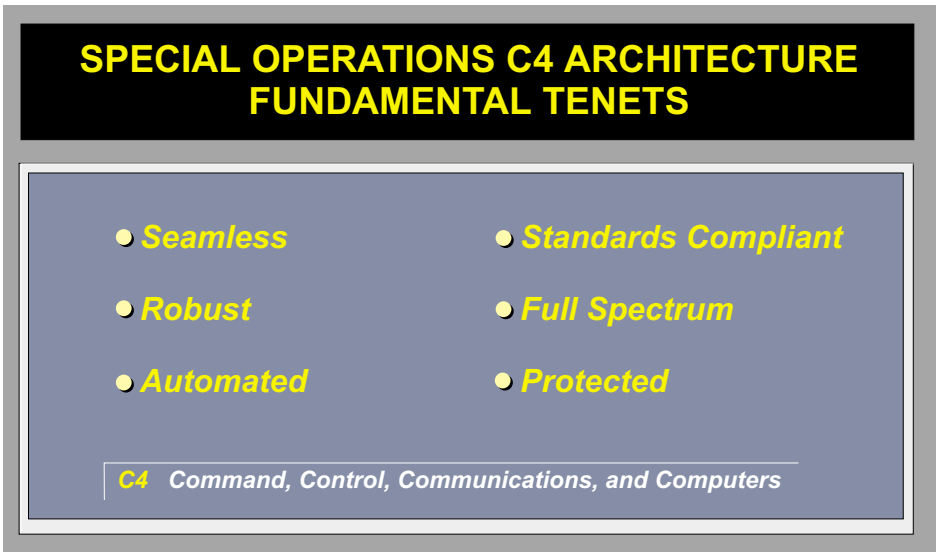 SPECIAL OPERATIONS C4 ARCHITECTURE
FUNDAMENTAL TENETS
Seamless
Robust
Automated
Standards Compliant
Full Spectrum
Protected
C4 Command, Control, Communications, and Computers